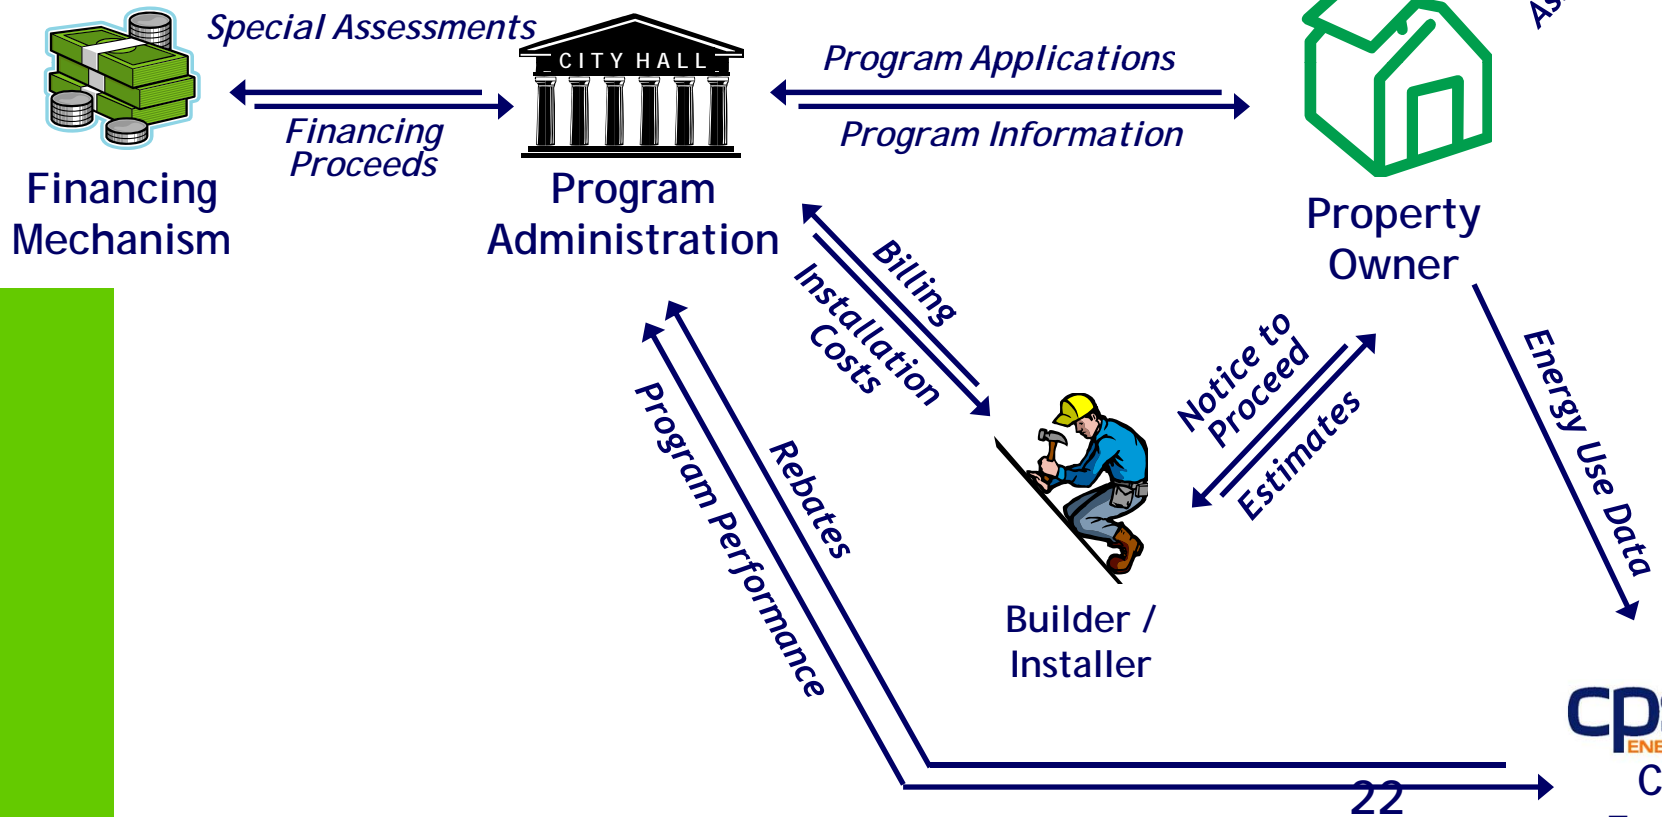 Special Assessments
CITY HALL
Program Applications
Financing
Proceeds
Program Information
Financing
Mechanism
Program
Administration
Property
Owner
Billing
Installation
Costs
Notice to
Proceed
Estimates
Energy Use Data
Program Performance
Rebates
Builder /
Installer
22